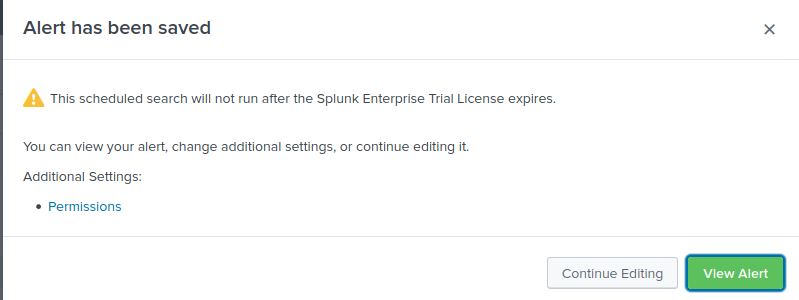 Alert has been saved
This scheduled search will not run after the Splunk Enterprise Trial License expires.
You can view your alert, change additional settings, or continue editing it.
Additional Settings:
• Permissions
Continue Editing
View Alert